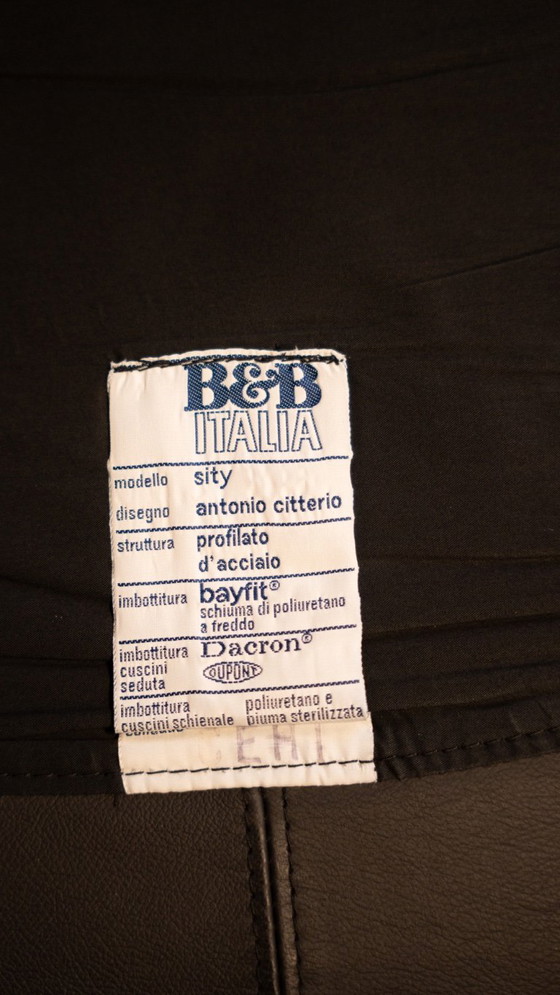 B&B
ITALIA
modello sity
disegno antonio citterio
struttura profilato
d'acciaio
imbottitura bayfit®
schiuma di poliuretano
a freddo
imbottitura Dacron®
cuscini DUPONT
seduta
imbottitura poliuretano e
cuscini schienale piuma sterilizzata